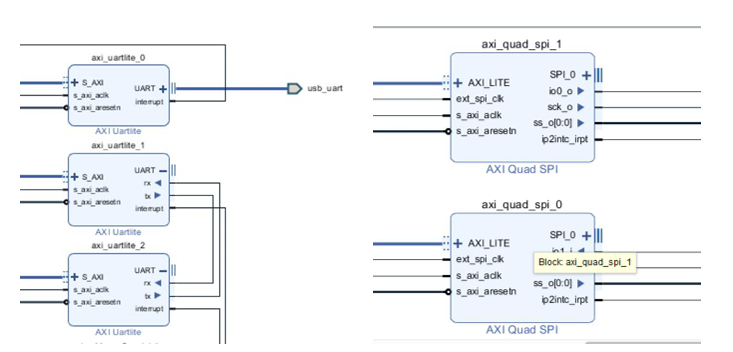 axi_uartlite_0
S_AXI
s_axi_aclk
s_axi_aresetn
UART
interrupt
usb_uart
AXI Uartlite
axi_uartlite_1
S_AXI
s_axi_aclk
s_axi_aresetn
UART
rx
tx
interrupt
AXI Uartlite
axi_uartlite_2
S_AXI
s_axi_aclk
s_axi_aresetn
UART
rx
tx
interrupt
AXI Uartlite
axi_quad_spi_1
AXI_LITE
ext_spi_clk
s_axi_aclk
s_axi_aresetn
SPI_0
io0_o
sck_o
ss_o[0:0]
ip2intc_irpt
AXI Quad SPI
axi_quad_spi_0
AXI_LITE
ext_spi_clk
s_axi_aclk
s_axi_aresetn
SPI_0
Block: axi_quad_spi_1
ss_o[0:0]
ip2intc_irpt
AXI Quad SPI